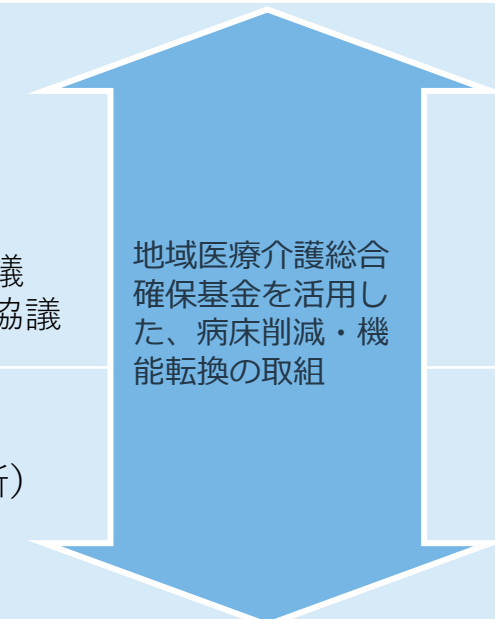 議
協議
地域医療介護総合
確保基金を活用し
た、病床削減・機
能転換の取組
所）